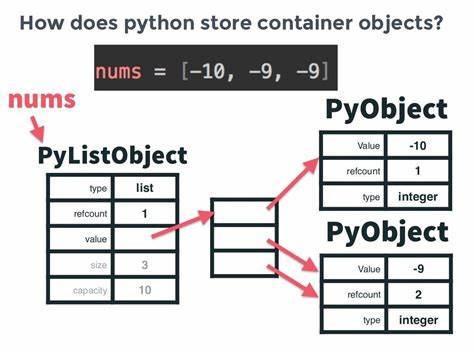 How does python store container objects?
nums = [-10, -9, -9]
nums
PyListObject
type list
refcount 1
value
size 3
capacity 10
PyObject
Value -10
refcount 1
type integer
PyObject
Value -9
refcount 2
type integer